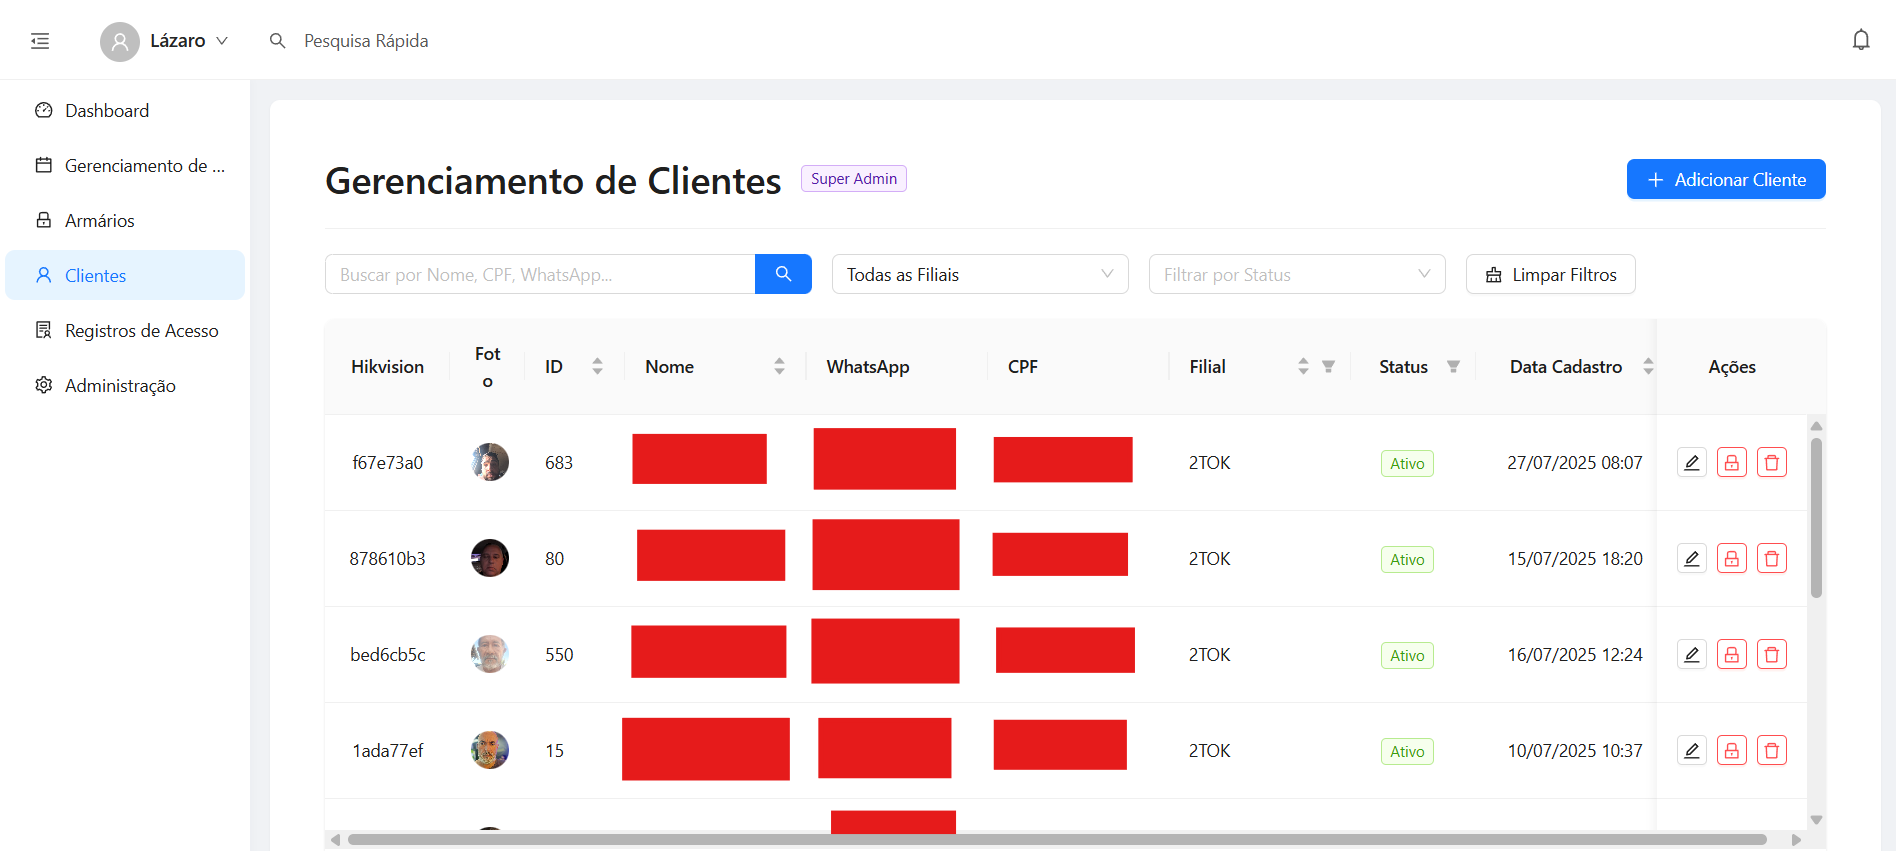 Lázaro
Pesquisa Rápida
Dashboard
Gerenciamento de ...
Armários
Clientes
Registros de Acesso
Administração
Gerenciamento de Clientes
Super Admin
Adicionar Cliente
Buscar por Nome, CPF, WhatsApp...
Todas as Filiais
Filtrar por Status
Limpar Filtros
Hikvision
Fot
o
ID
Nome
WhatsApp
CPF
Filial
Status
Data Cadastro
Ações
f67e73a0 683 2TOK Ativo 27/07/2025 08:07
878610b3 80 2TOK Ativo 15/07/2025 18:20
bed6cb5c 550 2TOK Ativo 16/07/2025 12:24
1ada77ef 15 2TOK Ativo 10/07/2025 10:37